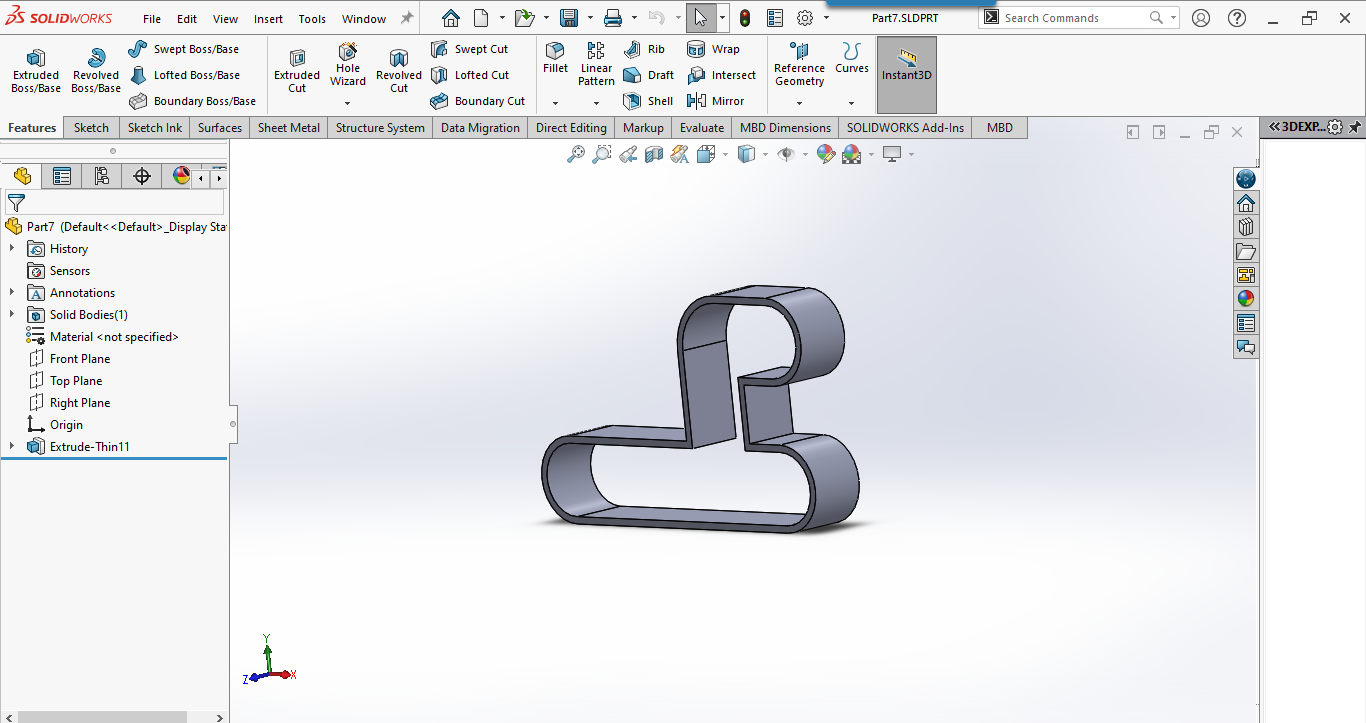 SOLIDWORKS File Edit View Insert Tools Window Part7.SLDPRT Search Commands
Extruded Boss/Base
Revolved Boss/Base
Swept Boss/Base
Lofted Boss/Base
Boundary Boss/Base
Extruded Cut
Hole Wizard
Revolved Cut
Swept Cut
Lofted Cut
Boundary Cut
Fillet
Linear Pattern
Rib
Draft
Shell
Wrap
Intersect
Mirror
Reference Geometry
Curves
Instant3D
Features Sketch Sketch Ink Surfaces Sheet Metal Structure System Data Migration Direct Editing Markup Evaluate MBD Dimensions SOLIDWORKS Add-Ins MBD
3DEXP...
Part7 (Default<<Default>_Display Sta
History
Sensors
Annotations
Solid Bodies(1)
Material <not specified>
Front Plane
Top Plane
Right Plane
Origin
Extrude-Thin11
Y
X
Z